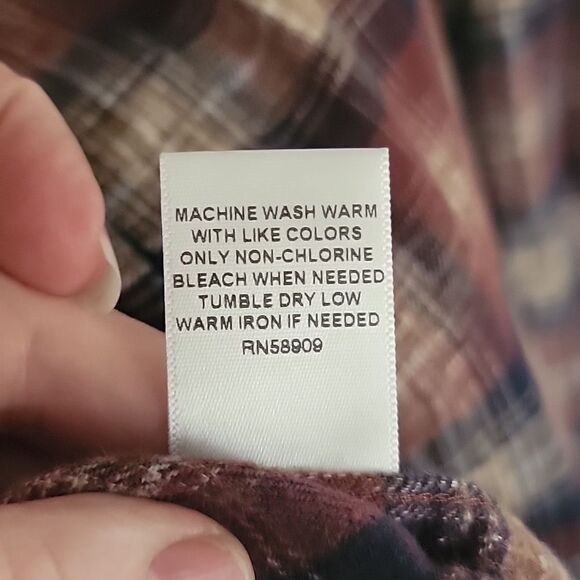 MACHINE WASH WARM
WITH LIKE COLORS
ONLY NON-CHLORINE
BLEACH WHEN NEEDED
TUMBLE DRY LOW
WARM IRON IF NEEDED
RN58909